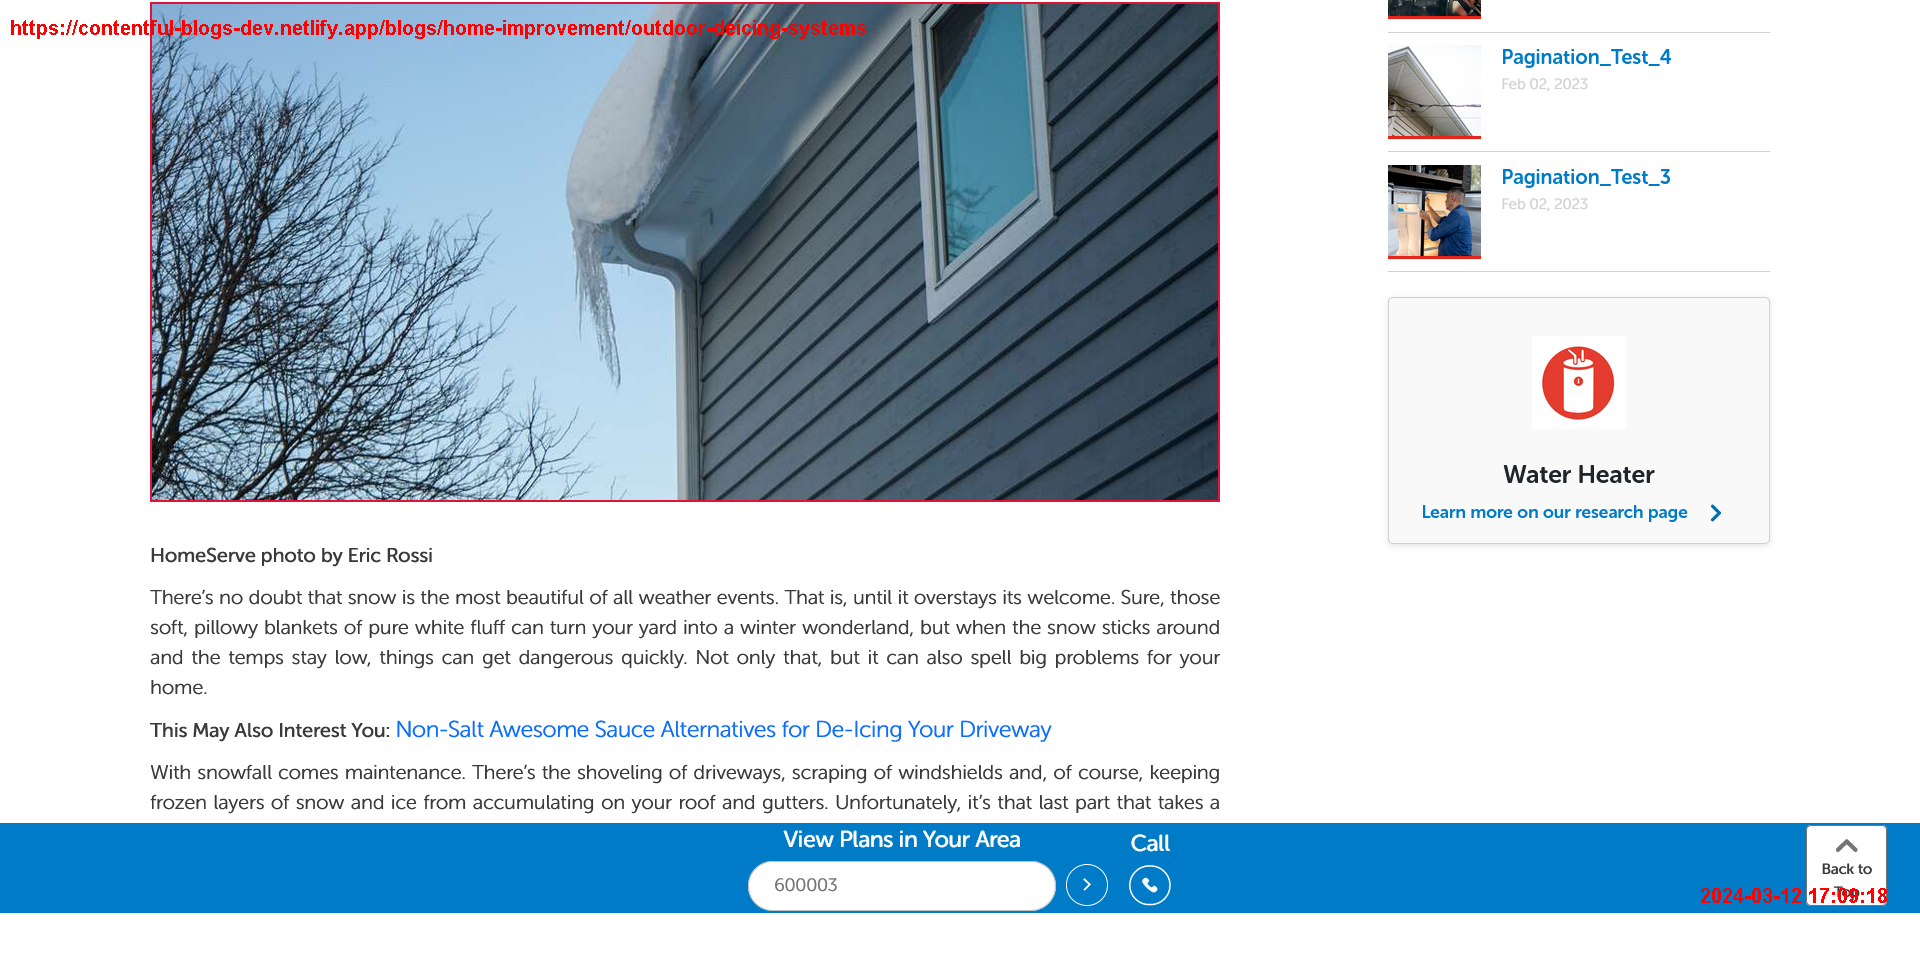 https://contentful-blogs-dev.netlify.app/blogs/home-improvement/outdoor-deicing-systems
HomeServe photo by Eric Rossi
There's no doubt that snow is the most beautiful of all weather events. That is, until it overstays its welcome. Sure, those
soft, pillowy blankets of pure white fluff can turn your yard into a winter wonderland, but when the snow sticks around
and the temps stay low, things can get dangerous quickly. Not only that, but it can also spell big problems for your
home.
This May Also Interest You: Non-Salt Awesome Sauce Alternatives for De-Icing Your Driveway
With snowfall comes maintenance. There's the shoveling of driveways, scraping of windshields and, of course, keeping
frozen layers of snow and ice from accumulating on your roof and gutters. Unfortunately, it's that last part that takes a
Pagination_Test_4
Feb 02, 2023
Pagination_Test_3
Feb 02, 2023
Water Heater
Learn more on our research page
View Plans in Your Area
600003
Call
Back to
Top
2024-03-12 17:09:18